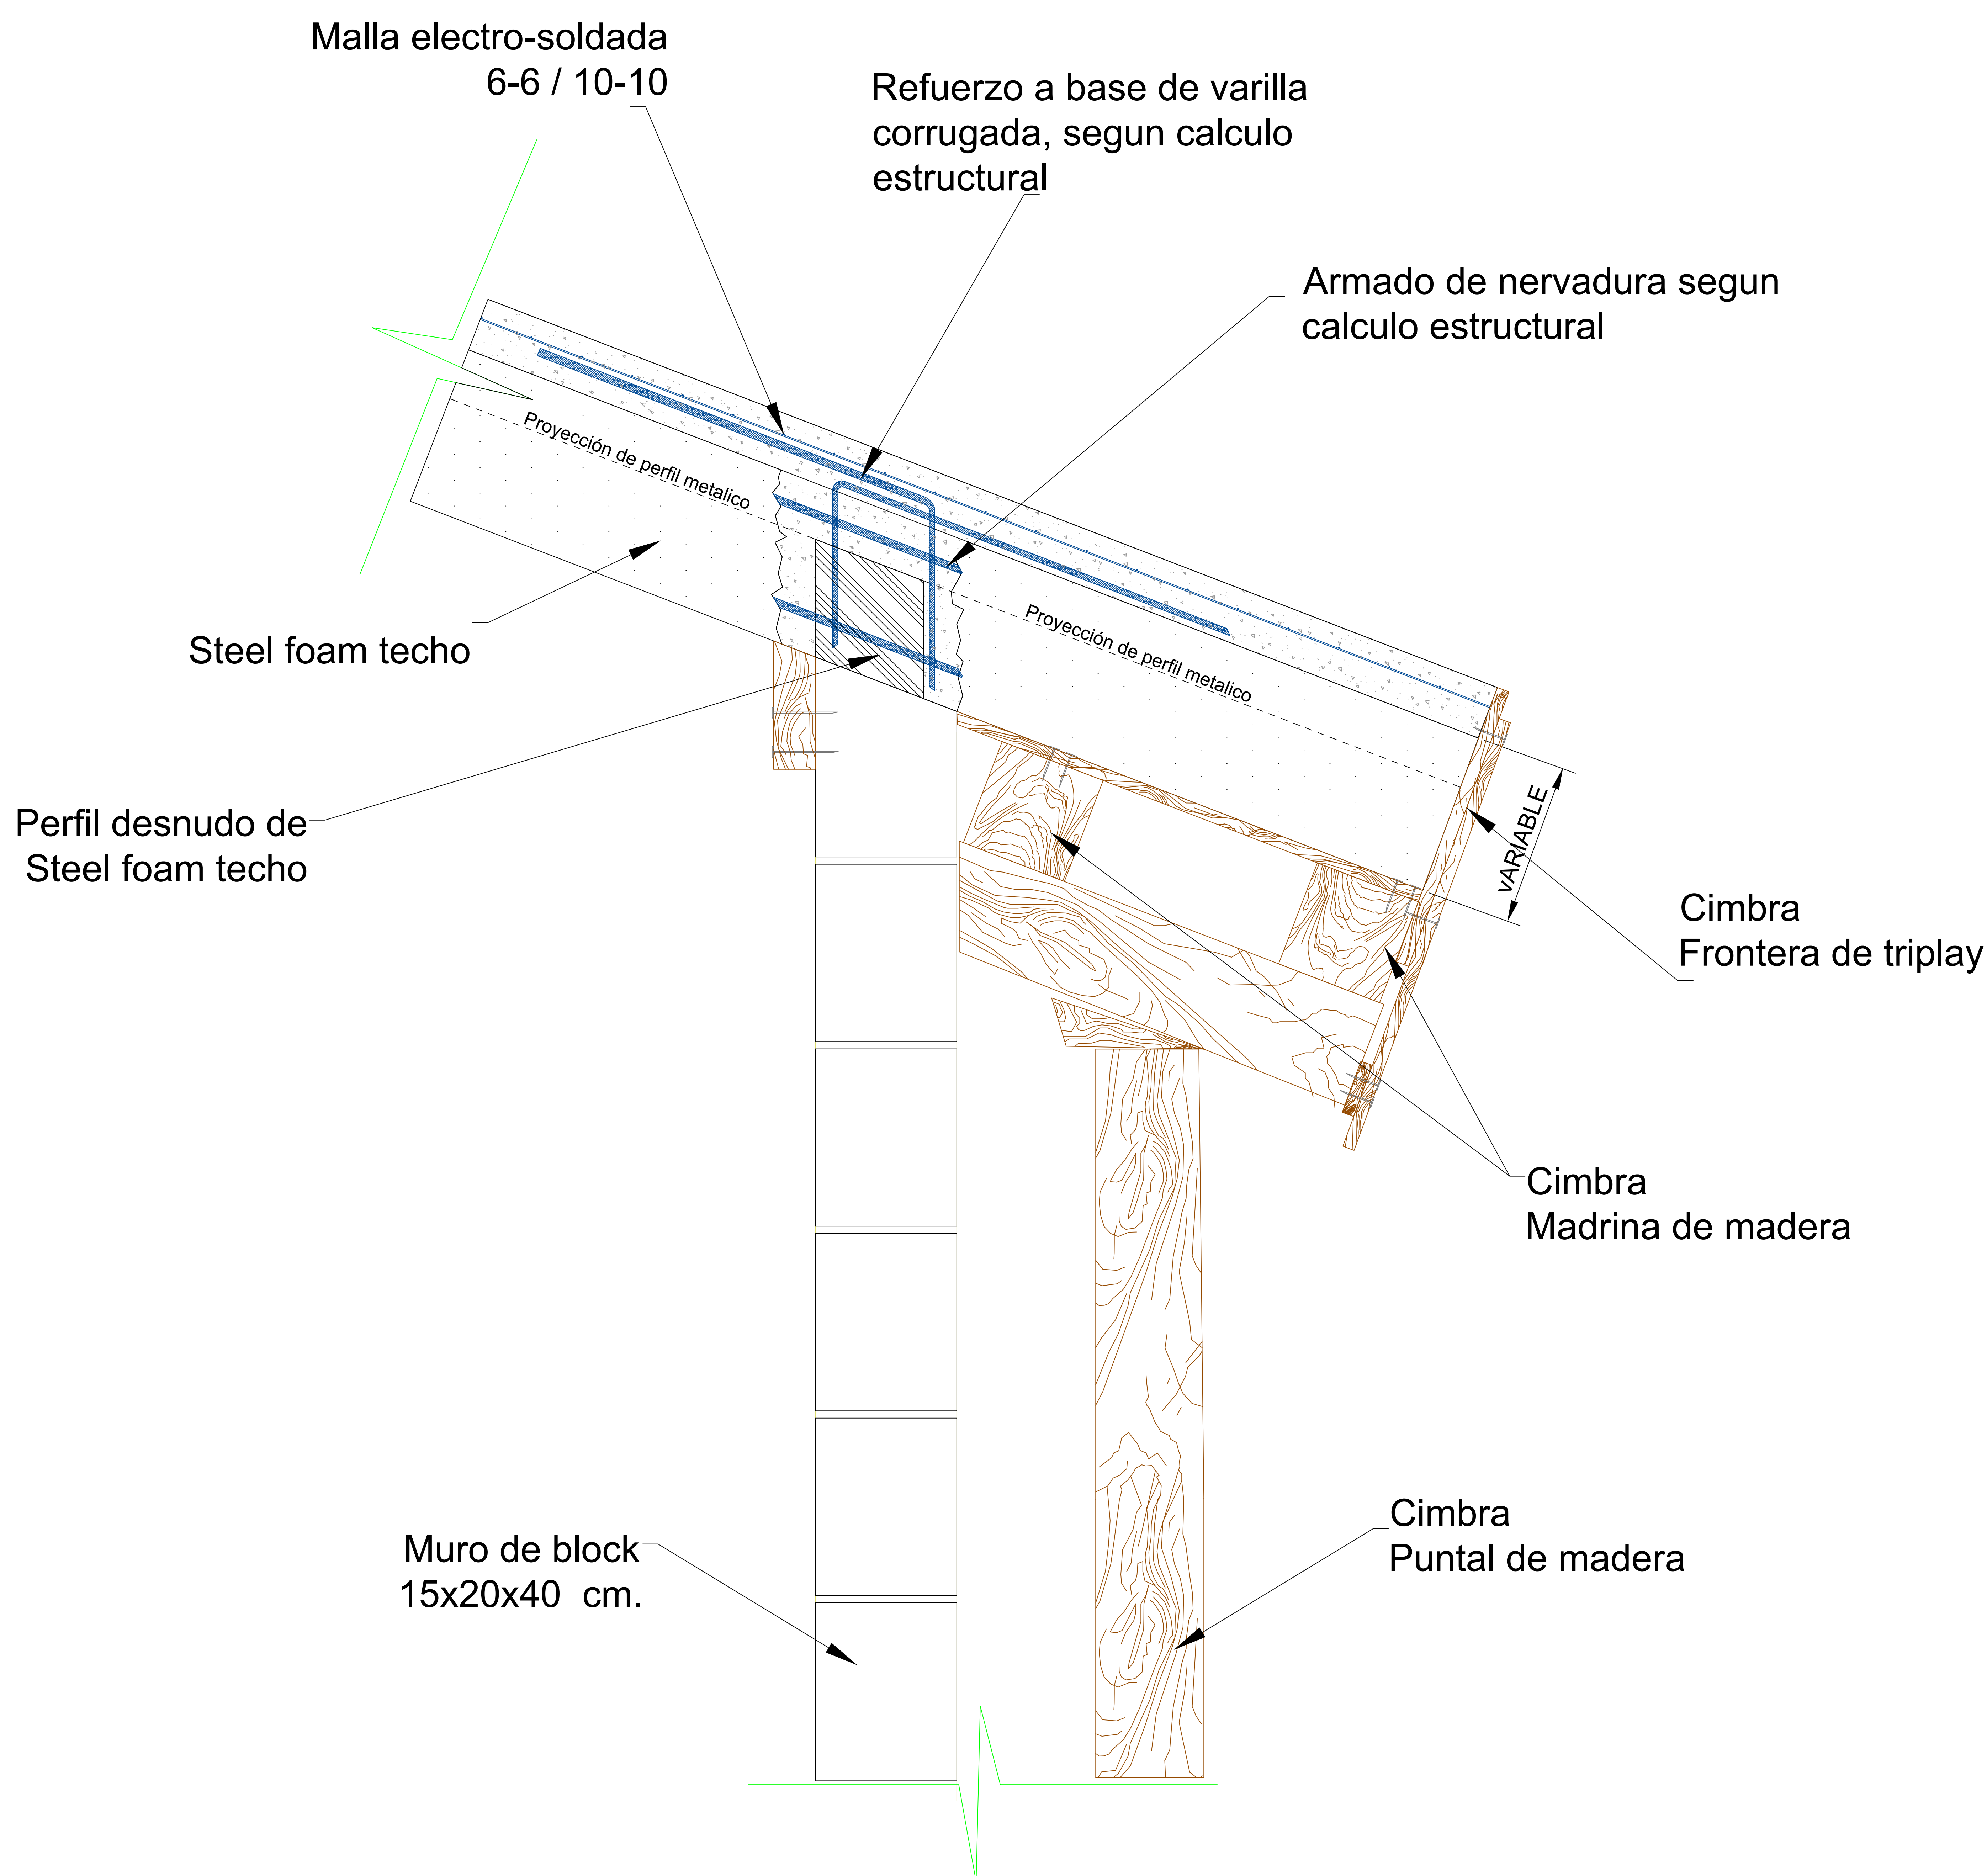 Malla electro-soldada
6-6 / 10-10
Refuerzo a base de varilla
corrugada, segun calculo
estructural
Armado de nervadura segun
calculo estructural
Proyección de perfil metalico
Steel foam techo
Proyección de perfil metalico
Perfil desnudo de
Steel foam techo
vARIABLE
Cimbra
Frontera de triplay
Cimbra
Madrina de madera
Cimbra
Puntal de madera
Muro de block
15x20x40 cm.